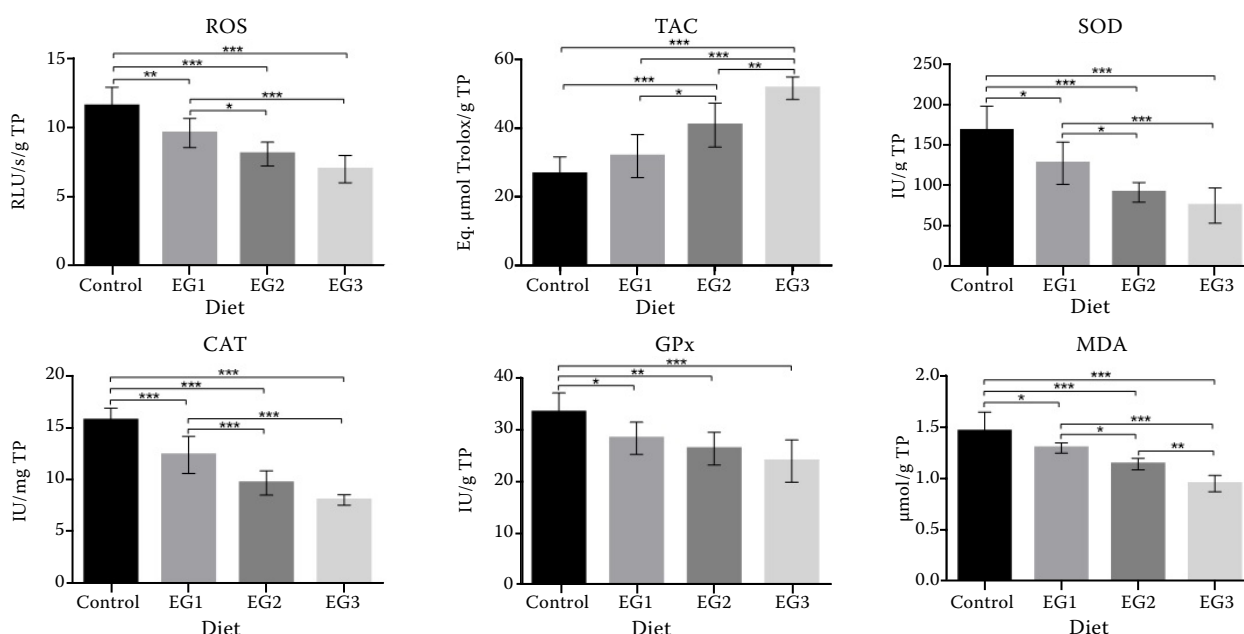 ROS
***
***
**
***
*
15
10
5
0
RLU/s/g TP
Control EG1 EG2 EG3
Diet
TAC
***
***
**
***
*
60
40
20
0
Eq. μmol Trolox/g TP
Control EG1 EG2 EG3
Diet
SOD
***
***
*
***
*
250
200
150
100
50
0
IU/g TP
Control EG1 EG2 EG3
Diet
CAT
***
***
***
***
***
20
15
10
5
0
IU/mg TP
Control EG1 EG2 EG3
Diet
GPx
***
**
*
40
30
20
10
0
IU/g TP
Control EG1 EG2 EG3
Diet
MDA
***
***
*
***
*
**
2.0
1.5
1.0
0.5
0.0
μmol/g TP
Control EG1 EG2 EG3
Diet